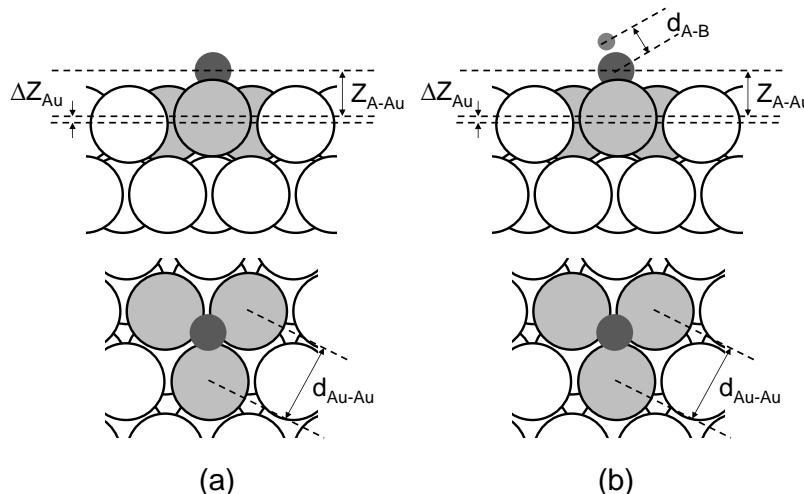 d_A-B
ΔZ_Au
Z_A-Au
ΔZ_Au
Z_A-Au
d_Au-Au
d_Au-Au
(a)
(b)